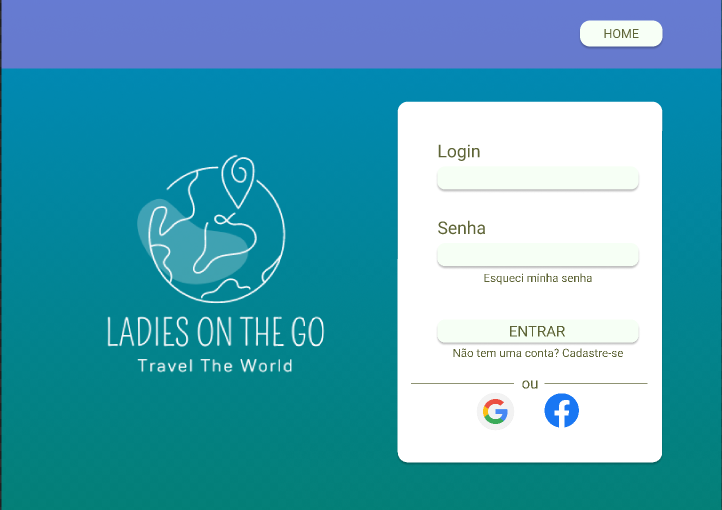 HOME
LADIES ON THE GO
Travel The World
Login
Senha
Esqueci minha senha
ENTRAR
Não tem uma conta? Cadastre-se
ou